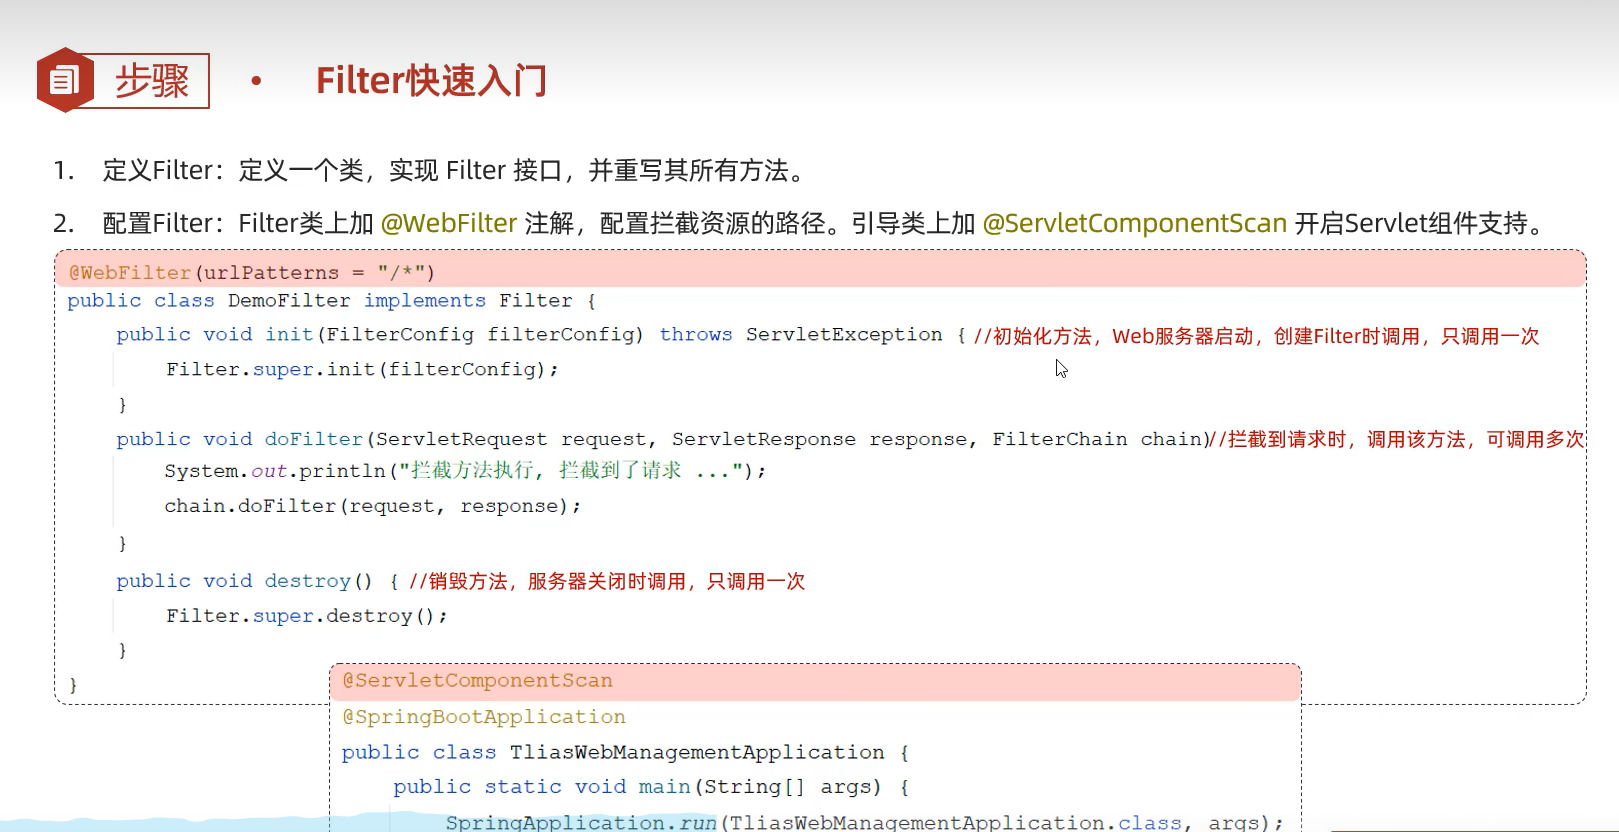 步骤 • Filter快速入门
1. 定义Filter：定义一个类，实现 Filter 接口，并重写其所有方法。
2. 配置Filter：Filter类上加 @WebFilter 注解，配置拦截资源的路径。引导类上加 @ServletComponentScan 开启Servlet组件支持。
@WebFilter(urlPatterns = "/*")
public class DemoFilter implements Filter {
public void init(FilterConfig filterConfig) throws ServletException { //初始化方法，Web服务器启动，创建Filter时调用，只调用一次
Filter.super.init(filterConfig);
}
public void doFilter(ServletRequest request, ServletResponse response, FilterChain chain)//拦截到请求时，调用该方法，可调用多次
System.out.println("拦截方法执行, 拦截到了请求 ...");
chain.doFilter(request, response);
}
public void destroy() { //销毁方法，服务器关闭时调用，只调用一次
Filter.super.destroy();
}
}
@ServletComponentScan
@SpringBootApplication
public class TliasWebManagementApplication {
public static void main(String[] args) {
SpringApplication.run(TliasWebManagementApplication.class, args);